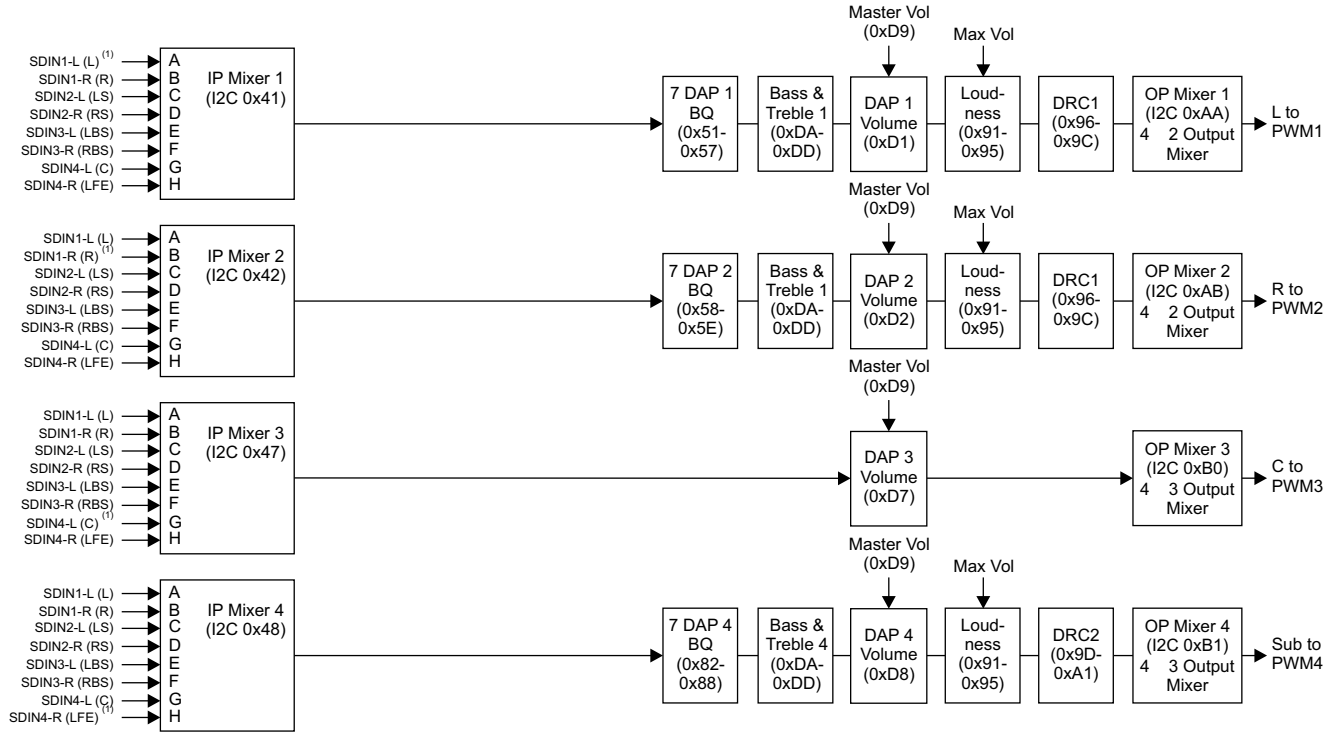 Master Vol
(0xD9)
Max Vol
SDIN1-L (L) (1)
SDIN1-R (R)
SDIN2-L (LS)
SDIN2-R (RS)
SDIN3-L (LBS)
SDIN3-R (RBS)
SDIN4-L (C)
SDIN4-R (LFE)
A
B
C
D
E
F
G
H
IP Mixer 1
(I2C 0x41)
7 DAP 1
BQ
(0x51-
0x57)
Bass &
Treble 1
(0xDA-
0xDD)
DAP 1
Volume
(0xD1)
Loud-
ness
(0x91-
0x95)
DRC1
(0x96-
0x9C)
OP Mixer 1
(I2C 0xAA)
4 2 Output
Mixer
L to
PWM1
Master Vol
(0xD9)
Max Vol
SDIN1-L (L)
SDIN1-R (R) (1)
SDIN2-L (LS)
SDIN2-R (RS)
SDIN3-L (LBS)
SDIN3-R (RBS)
SDIN4-L (C)
SDIN4-R (LFE)
A
B
C
D
E
F
G
H
IP Mixer 2
(I2C 0x42)
7 DAP 2
BQ
(0x58-
0x5E)
Bass &
Treble 1
(0xDA-
0xDD)
DAP 2
Volume
(0xD2)
Loud-
ness
(0x91-
0x95)
DRC1
(0x96-
0x9C)
OP Mixer 2
(I2C 0xAB)
4 2 Output
Mixer
R to
PWM2
Master Vol
(0xD9)
SDIN1-L (L)
SDIN1-R (R)
SDIN2-L (LS)
SDIN2-R (RS)
SDIN3-L (LBS)
SDIN3-R (RBS)
SDIN4-L (C) (1)
SDIN4-R (LFE)
A
B
C
D
E
F
G
H
IP Mixer 3
(I2C 0x47)
DAP 3
Volume
(0xD7)
OP Mixer 3
(I2C 0xB0)
4 3 Output
Mixer
C to
PWM3
Master Vol
(0xD9)
Max Vol
SDIN1-L (L)
SDIN1-R (R)
SDIN2-L (LS)
SDIN2-R (RS)
SDIN3-L (LBS)
SDIN3-R (RBS)
SDIN4-L (C)
SDIN4-R (LFE) (1)
A
B
C
D
E
F
G
H
IP Mixer 4
(I2C 0x48)
7 DAP 4
BQ
(0x82-
0x88)
Bass &
Treble 4
(0xDA-
0xDD)
DAP 4
Volume
(0xD8)
Loud-
ness
(0x91-
0x95)
DRC2
(0x9D-
0xA1)
OP Mixer 4
(I2C 0xB1)
4 3 Output
Mixer
Sub to
PWM4